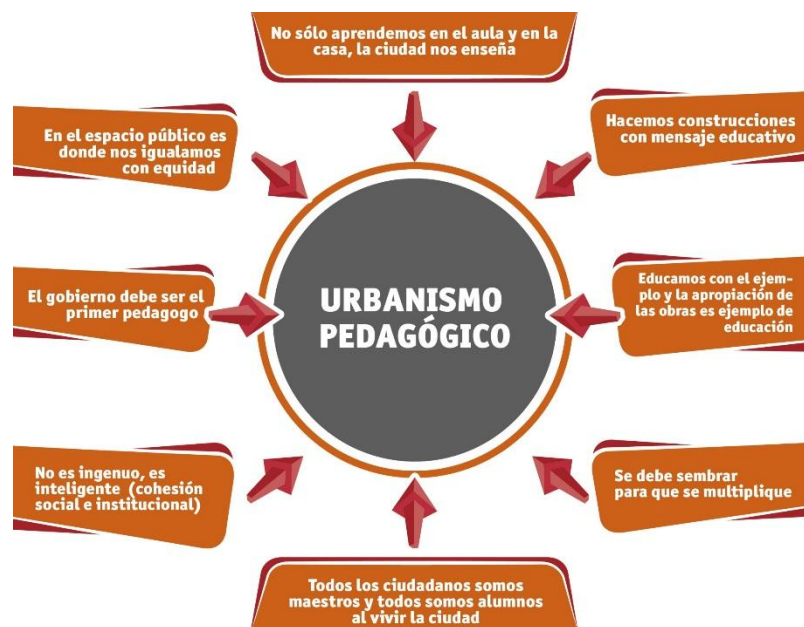 No sólo aprendemos en el aula y en la
casa, la ciudad nos enseña
En el espacio público es
donde nos igualamos
con equidad
Hacemos construcciones
con mensaje educativo
El gobierno debe ser el
primer pedagogo
URBANISMO
PEDAGÓGICO
Educamos con el ejem-
plo y la apropiación de
las obras es ejemplo de
educación
No es ingenuo, es
inteligente (cohesión
social e institucional)
Se debe sembrar
para que se multiplique
Todos los ciudadanos somos
maestros y todos somos alumnos
al vivir la ciudad